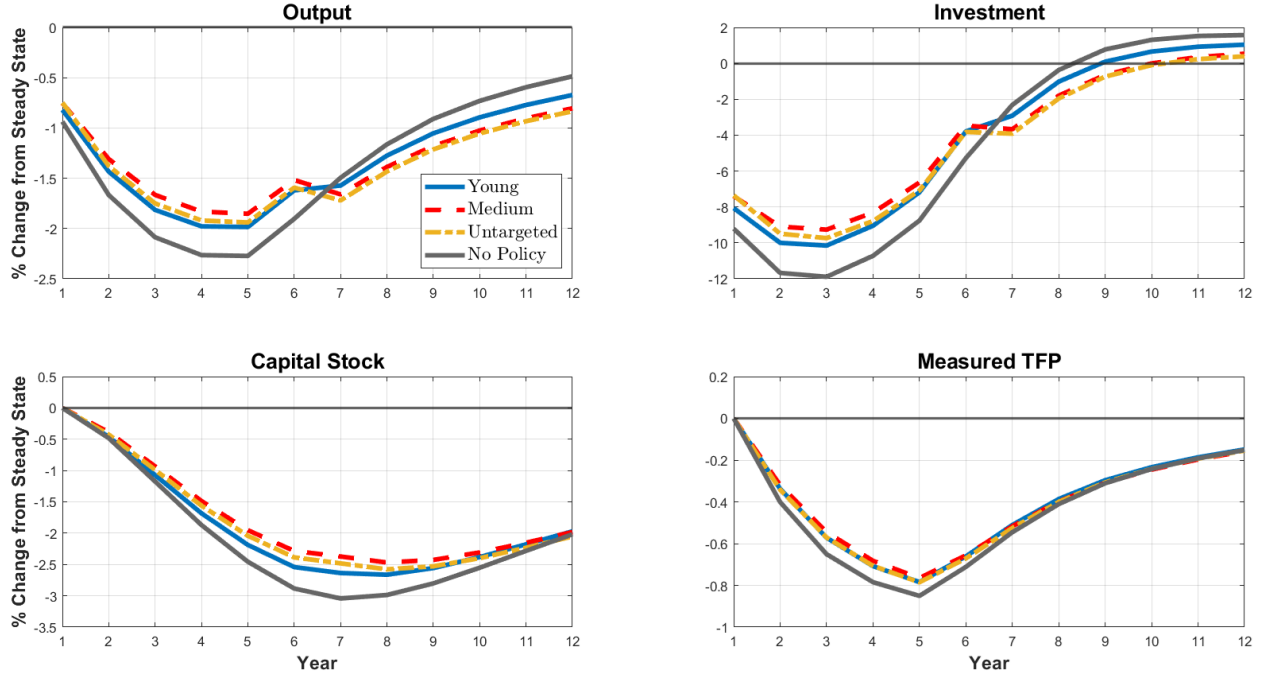 Output
% Change from Steady State
0
-0.5
-1
-1.5
-2
-2.5
1 2 3 4 5 6 7 8 9 10 11 12
Young
Medium
Untargeted
No Policy
Investment
2
0
-2
-4
-6
-8
-10
-12
1 2 3 4 5 6 7 8 9 10 11 12
Capital Stock
% Change from Steady State
0.5
0
-0.5
-1
-1.5
-2
-2.5
-3
-3.5
1 2 3 4 5 6 7 8 9 10 11 12
Year
Measured TFP
0.2
0
-0.2
-0.4
-0.6
-0.8
-1
1 2 3 4 5 6 7 8 9 10 11 12
Year